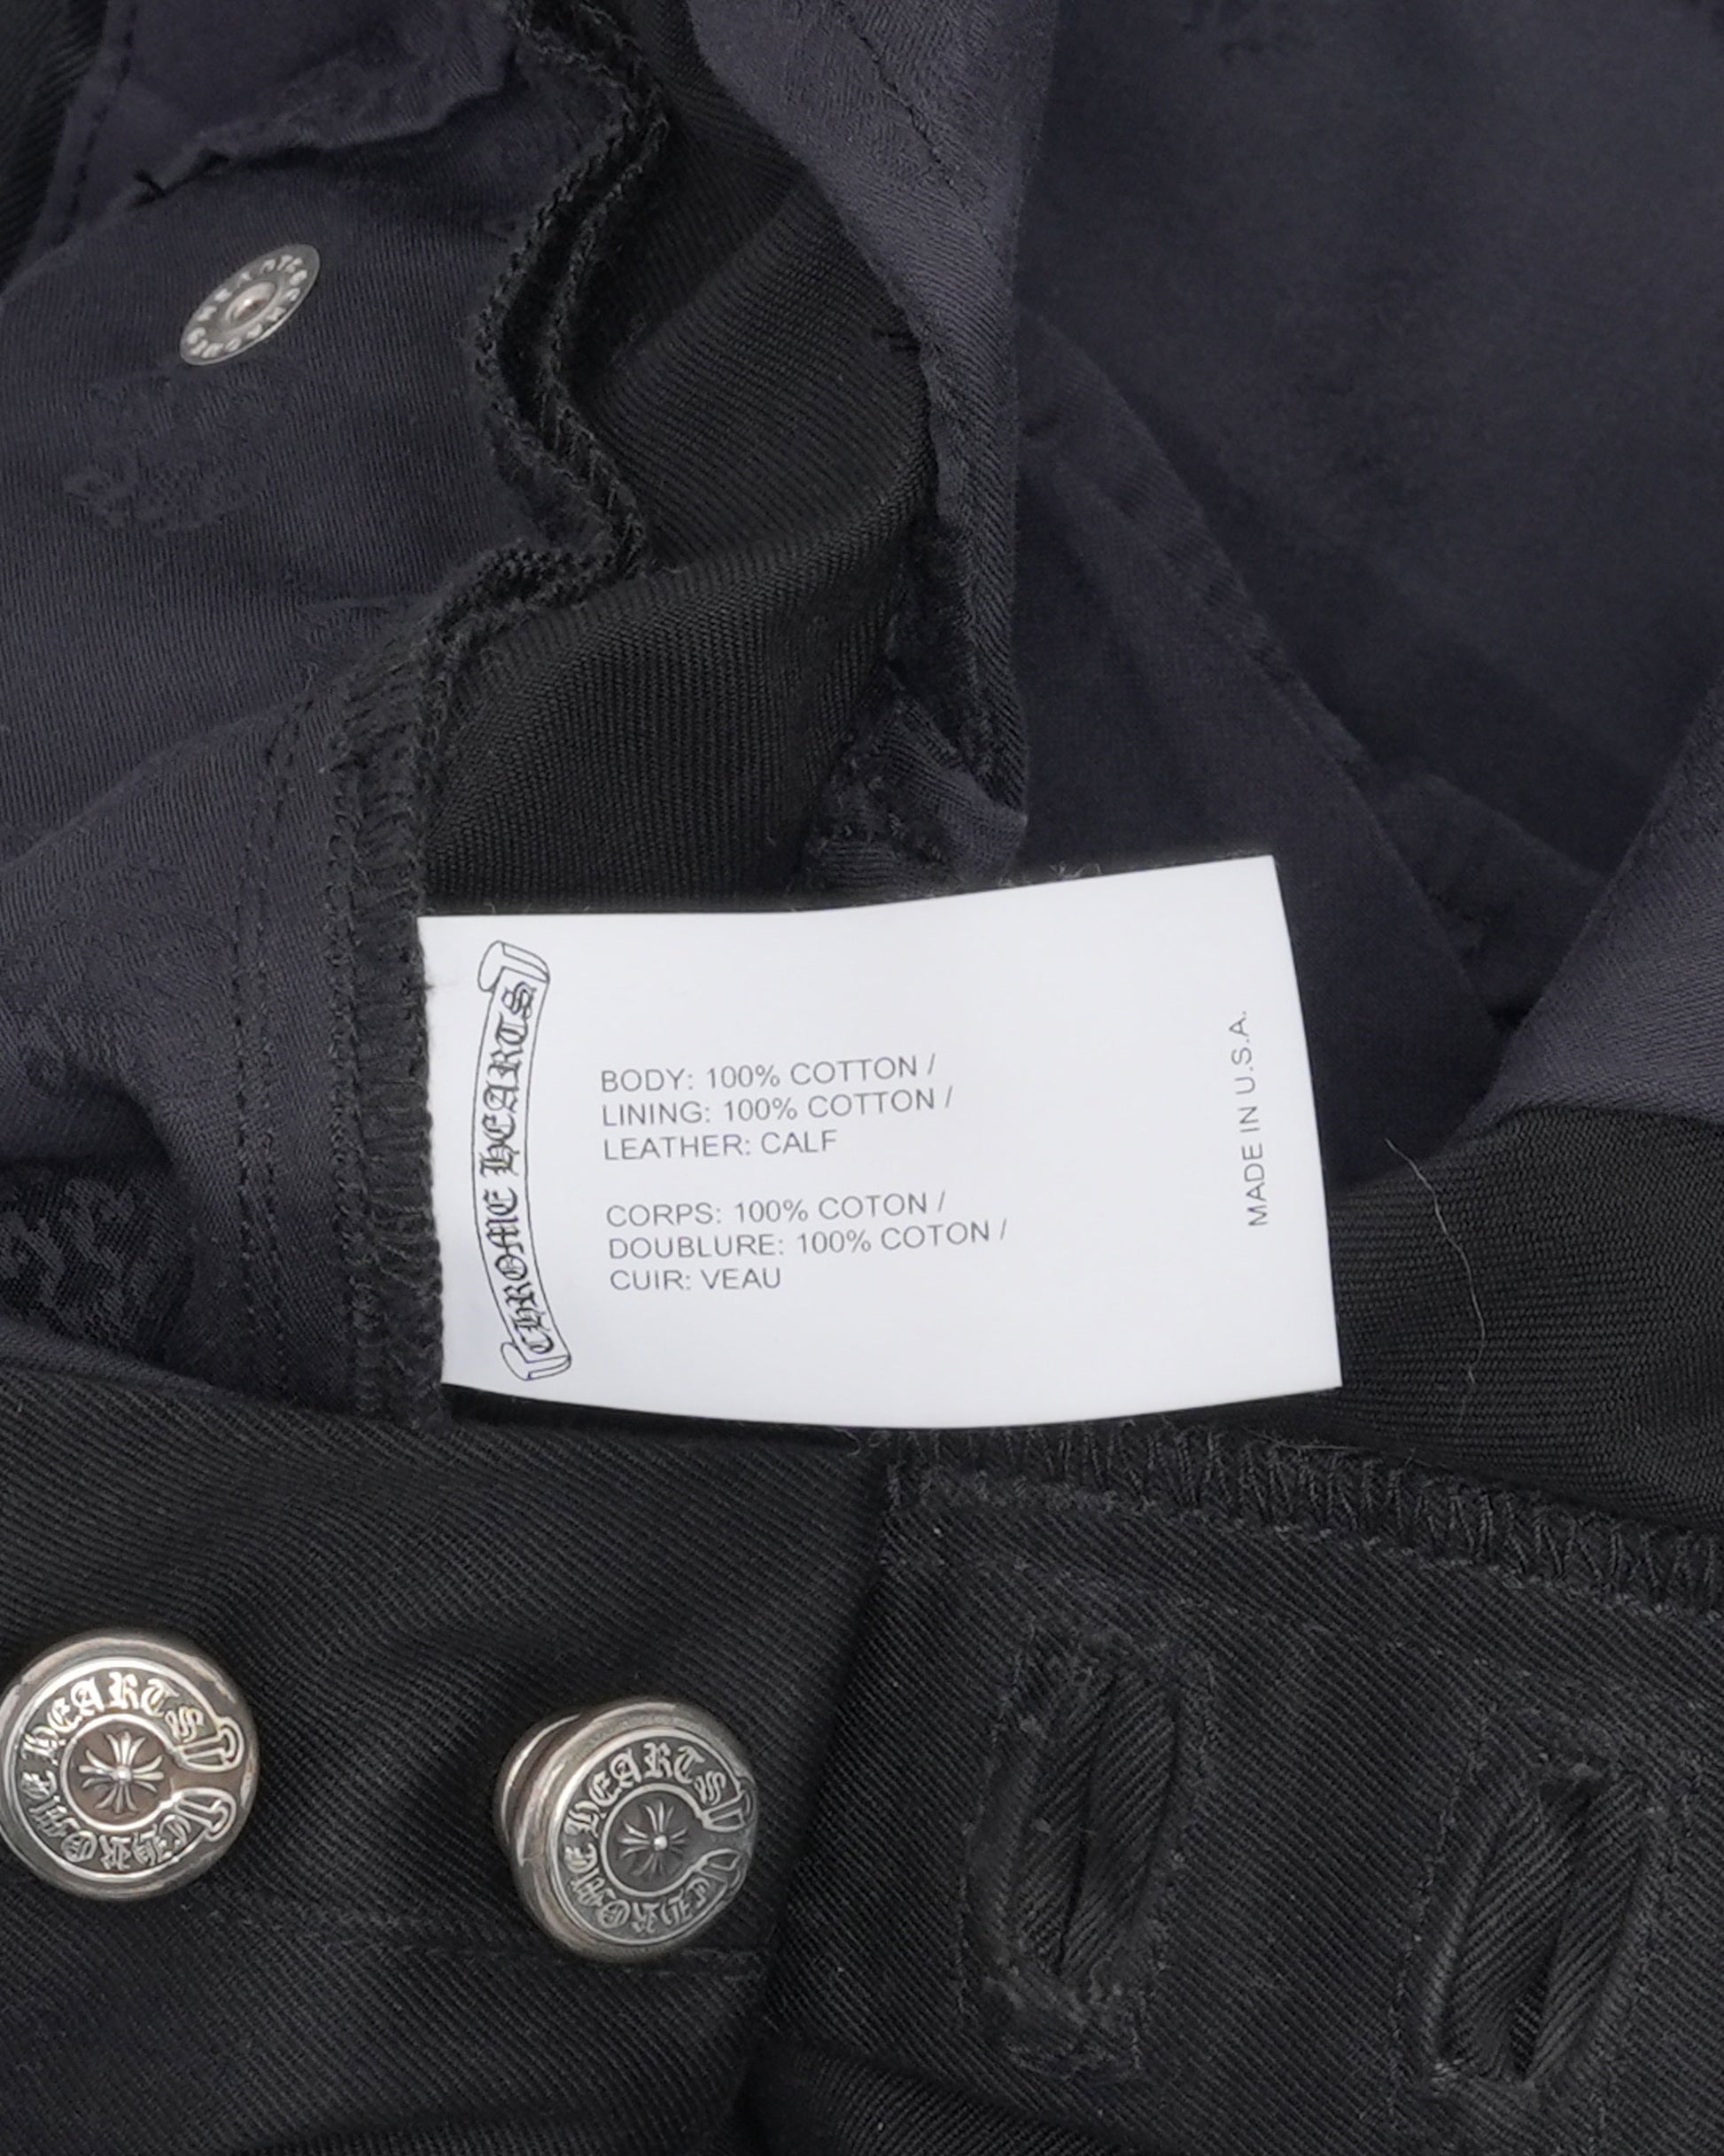 CHROME HEARTS
BODY: 100% COTTON /
LINING: 100% COTTON /
LEATHER: CALF
CORPS: 100% COTON /
DOUBLURE: 100% COTON /
CUIR: VEAU
MADE IN U.S.A.
CHROME HEARTS
CHROME HEARTS